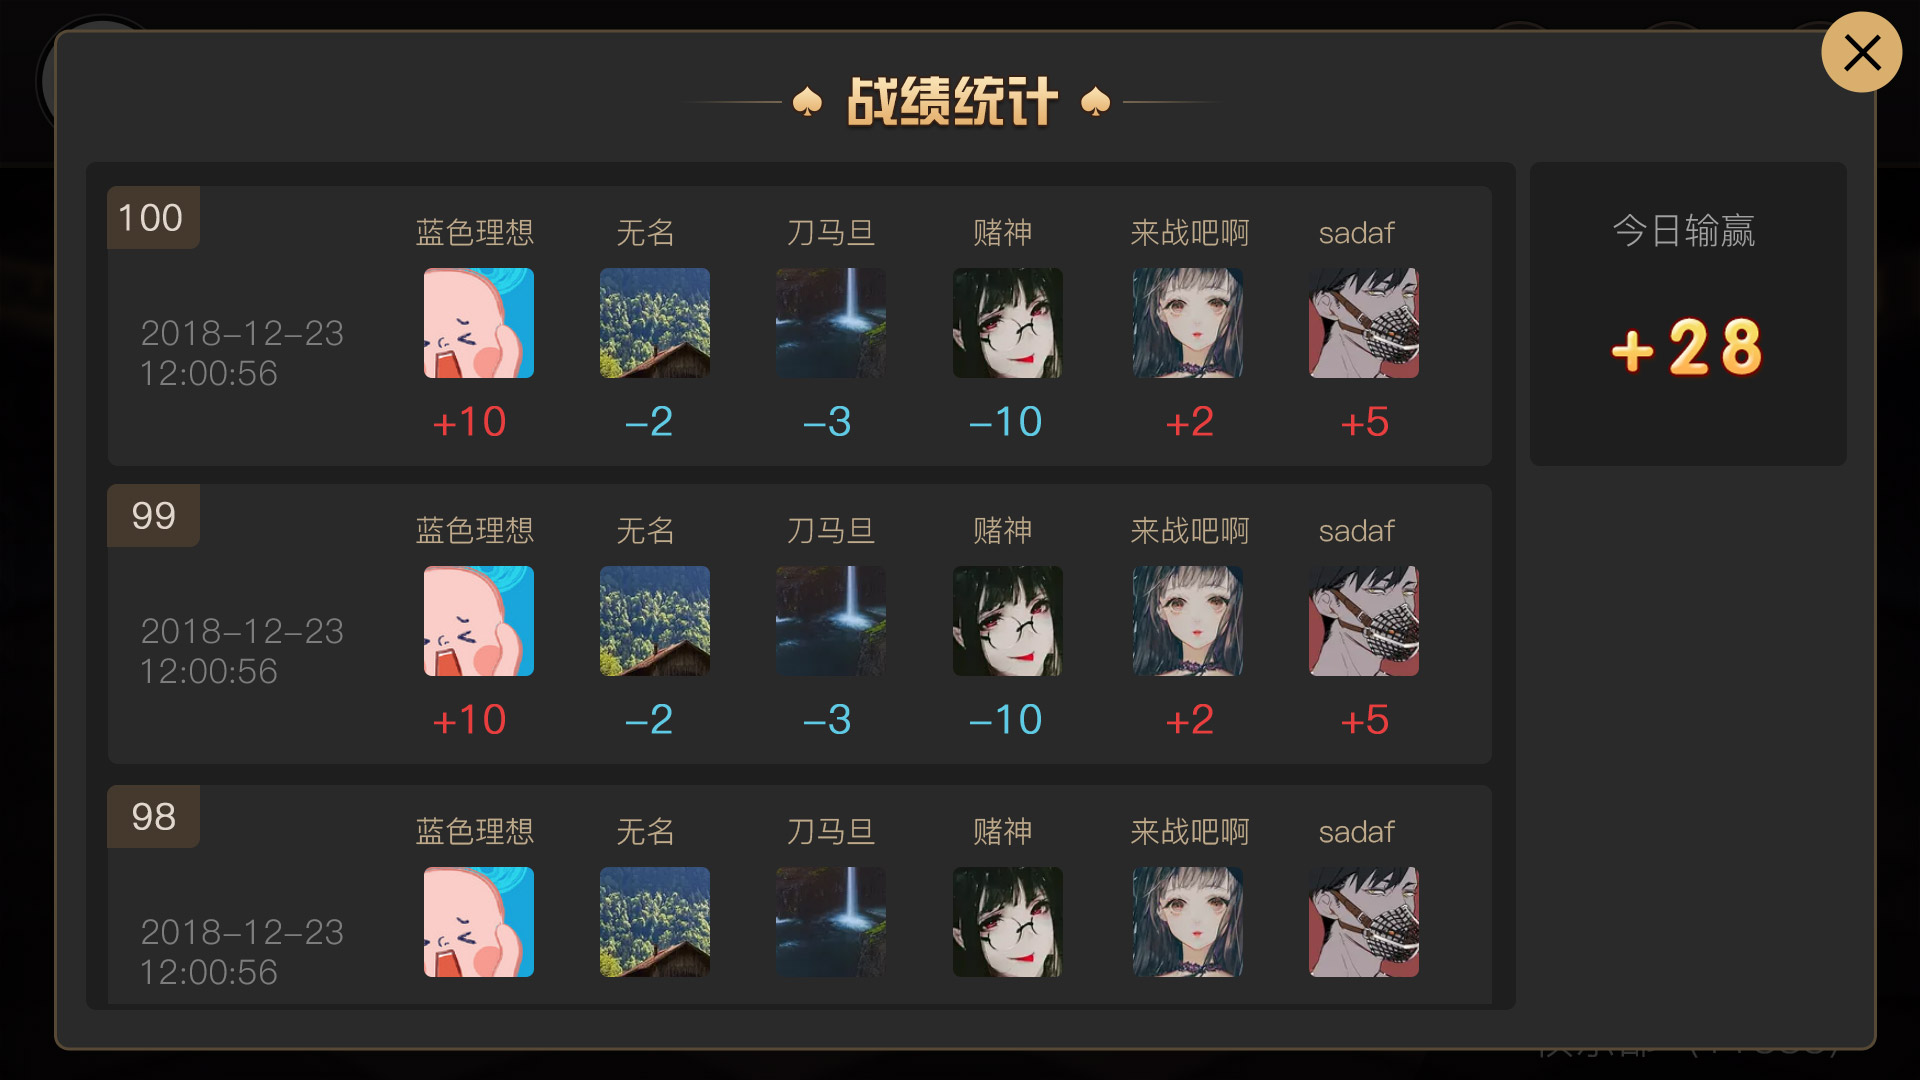 战绩统计
100
蓝色理想 无名 刀马旦 赌神 来战吧啊 sadaf
2018-12-23
12:00:56
+10 -2 -3 -10 +2 +5
99
蓝色理想 无名 刀马旦 赌神 来战吧啊 sadaf
2018-12-23
12:00:56
+10 -2 -3 -10 +2 +5
98
蓝色理想 无名 刀马旦 赌神 来战吧啊 sadaf
2018-12-23
12:00:56
今日输赢
+28